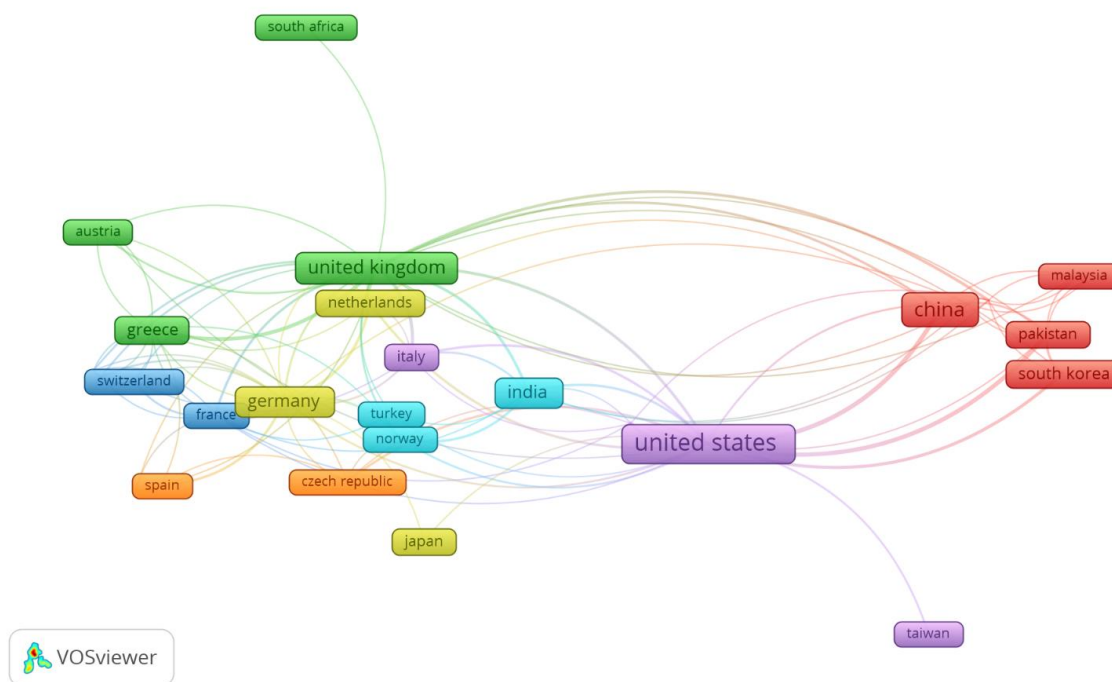 south africa
austria
united kingdom
malaysia
netherlands
china
greece
pakistan
italy
south korea
switzerland
india
germany
france
turkey
norway
united states
czech republic
spain
japan
taiwan
VOSviewer